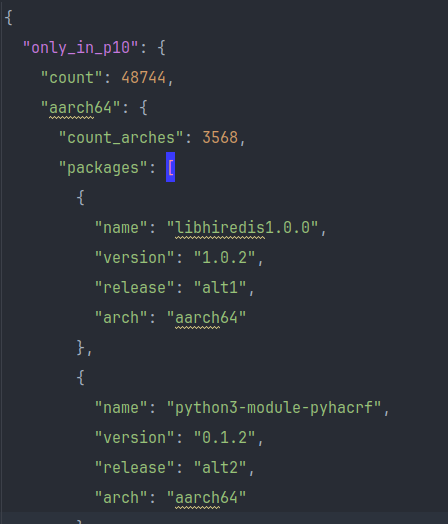 {
  "only_in_p10": {
    "count": 48744,
    "aarch64": {
      "count_arches": 3568,
      "packages": [
        {
          "name": "libhiredis1.0.0",
          "version": "1.0.2",
          "release": "alt1",
          "arch": "aarch64"
        },
        {
          "name": "python3-module-pyhacrf",
          "version": "0.1.2",
          "release": "alt2",
          "arch": "aarch64"
        }